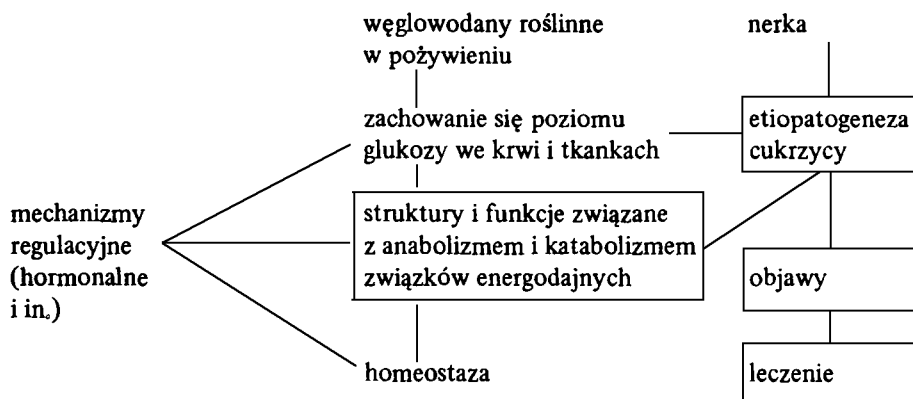 węglowodany roślinne
w pożywieniu
nerka
zachowanie się poziomu
glukozy we krwi i tkankach
etiopatogeneza
cukrzycy
mechanizmy
regulacyjne
(hormonalne
i in.)
struktury i funkcje związane
z anabolizmem i katabolizmem
związków energodajnych
objawy
homeostaza
leczenie